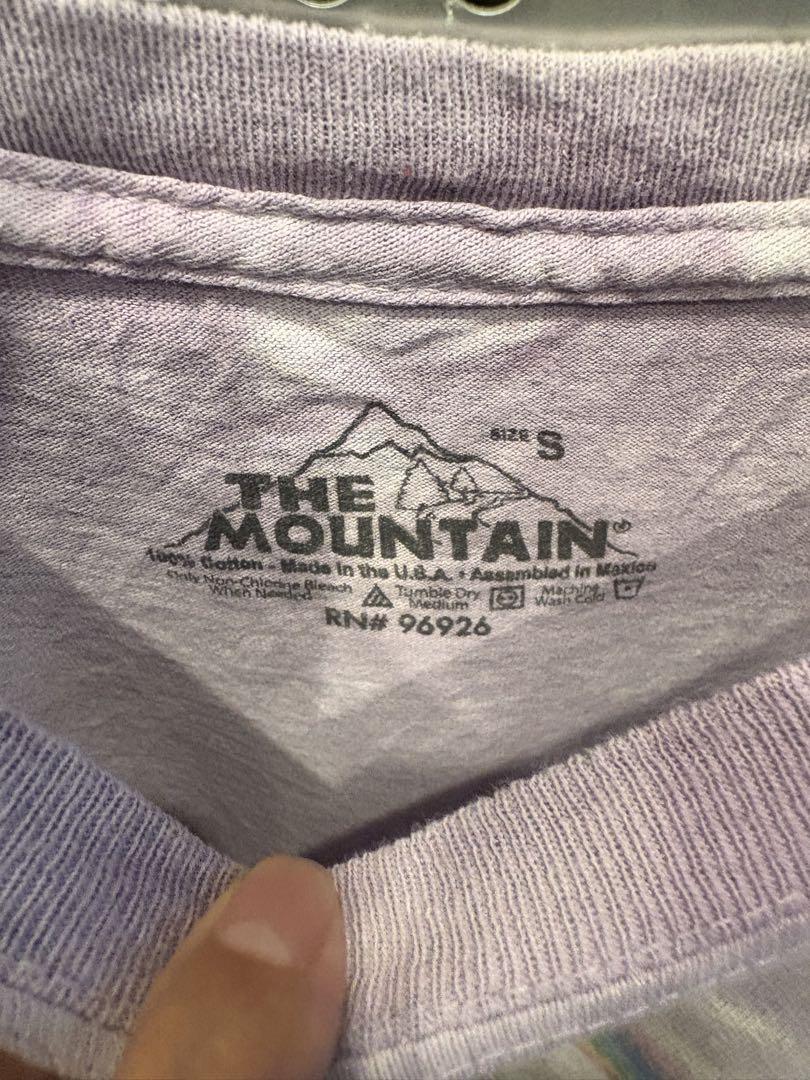 SIZE S
THE
MOUNTAIN®
100% Cotton - Made in the U.S.A. • Assembled in Mexico
Only Non-Chlorine Bleach
When Needed
Tumble Dry
Medium
Machine
Wash Cold
RN# 96926